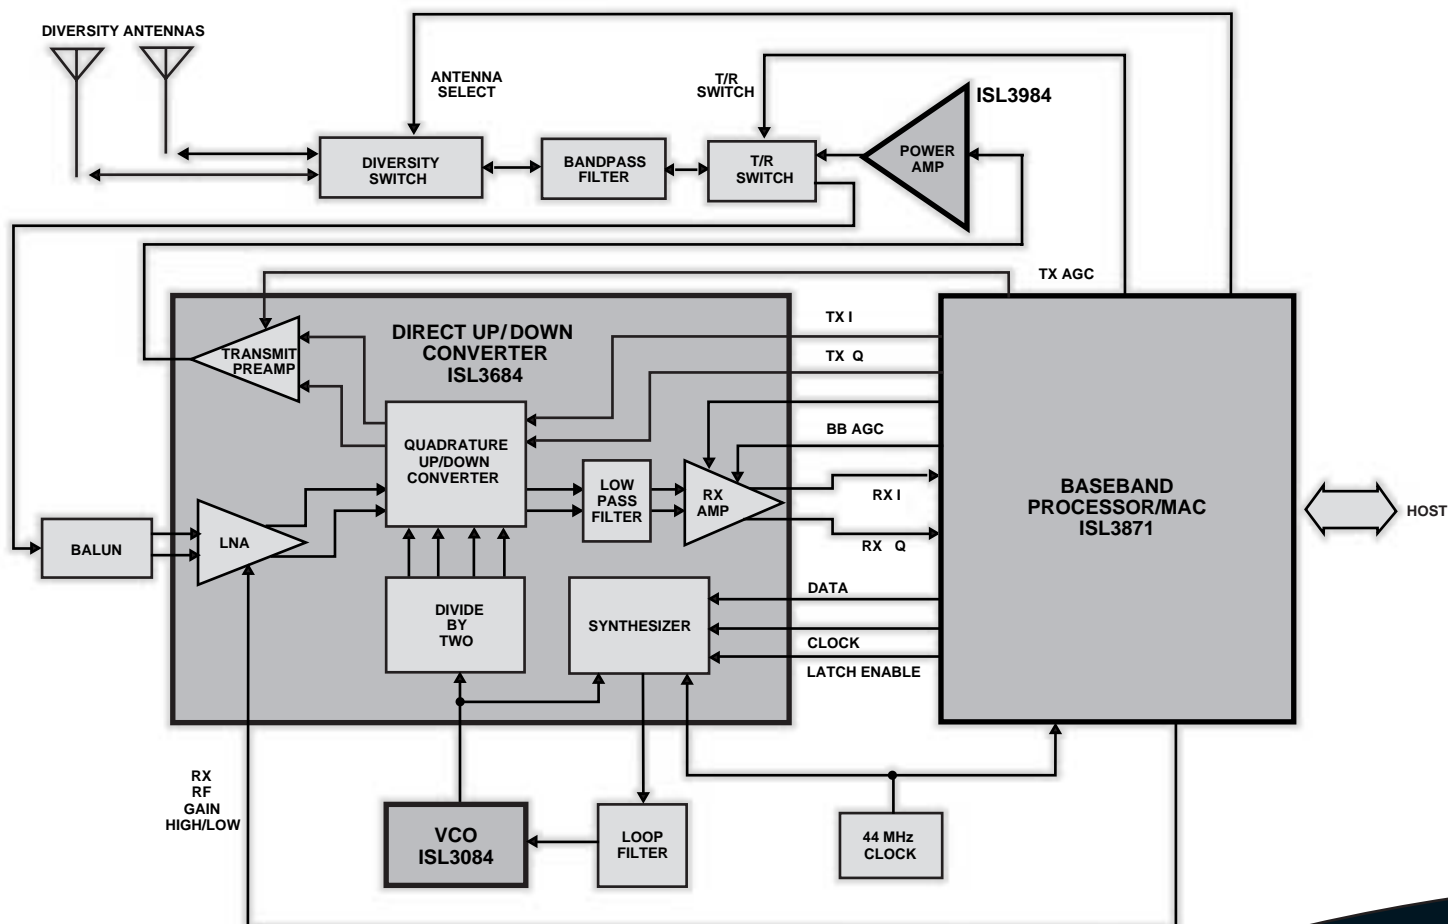 DIVERSITY ANTENNAS
ANTENNA
SELECT
T/R
SWITCH
ISL3984
DIVERSITY
SWITCH
BANDPASS
FILTER
T/R
SWITCH
POWER
AMP
TX AGC
DIRECT UP/DOWN
CONVERTER
ISL3684
TRANSMIT
PREAMP
TX I
TX Q
QUADRATURE
UP/DOWN
CONVERTER
BB AGC
LOW
PASS
FILTER
RX
AMP
RX I
RX Q
BASEBAND
PROCESSOR/MAC
ISL3871
HOST
BALUN
LNA
DIVIDE
BY
TWO
SYNTHESIZER
DATA
CLOCK
LATCH ENABLE
RX
RF
GAIN
HIGH/LOW
VCO
ISL3084
LOOP
FILTER
44 MHz
CLOCK